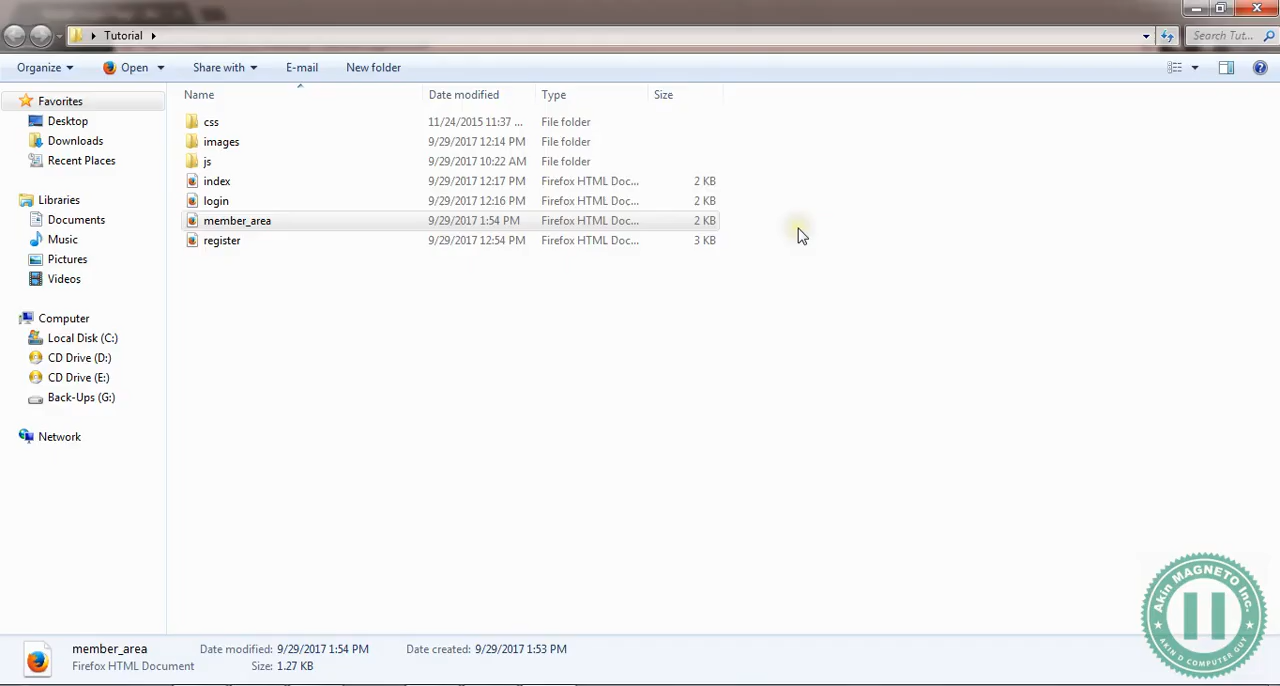 Tutorial
Search Tut...
Organize
Open
Share with
E-mail
New folder
Name
Date modified
Type
Size
Favorites
Desktop
Downloads
Recent Places
Libraries
Documents
Music
Pictures
Videos
Computer
Local Disk (C:)
CD Drive (D:)
CD Drive (E:)
Back-Ups (G:)
Network
css 11/24/2015 11:37 ... File folder
images 9/29/2017 12:14 PM File folder
js 9/29/2017 10:22 AM File folder
index 9/29/2017 12:17 PM Firefox HTML Doc... 2 KB
login 9/29/2017 12:16 PM Firefox HTML Doc... 2 KB
member_area 9/29/2017 1:54 PM Firefox HTML Doc... 2 KB
register 9/29/2017 12:54 PM Firefox HTML Doc... 3 KB
member_area Date modified: 9/29/2017 1:54 PM Date created: 9/29/2017 1:53 PM
Firefox HTML Document Size: 1.27 KB
Akin MAGNETO Inc.
AKIN D COMPUTER GUY